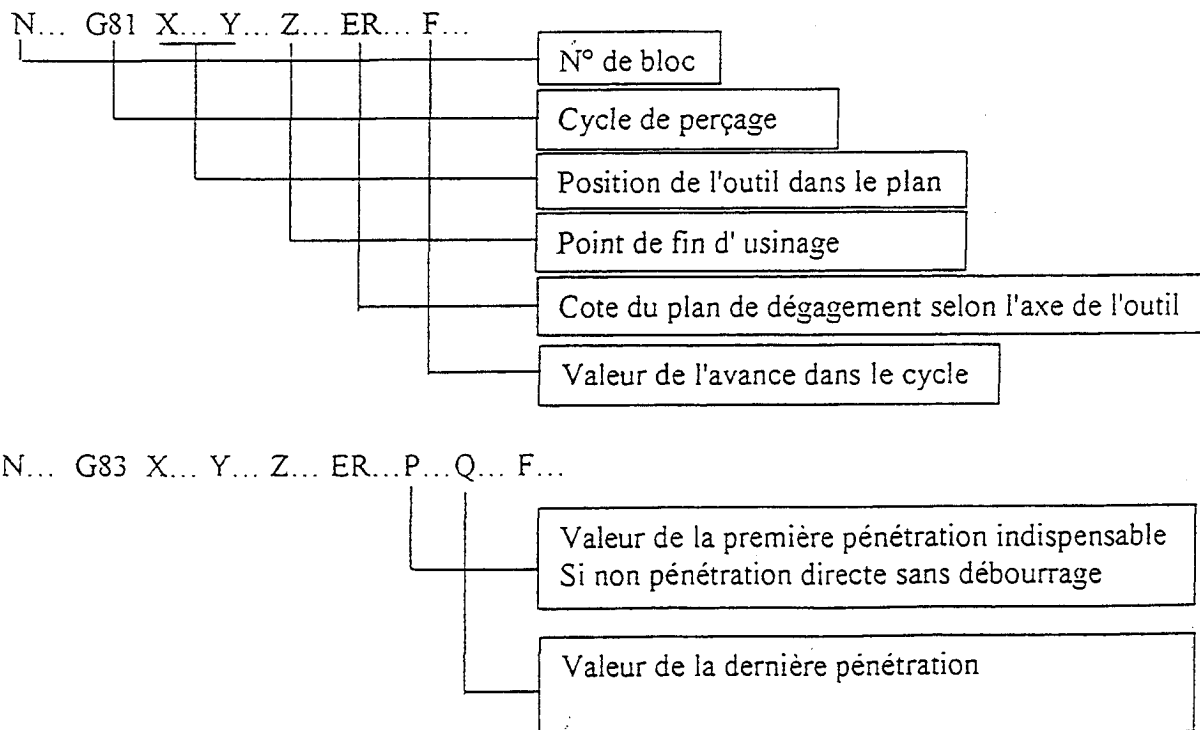 N... G81 X... Y... Z... ER... F...
N° de bloc
Cycle de perçage
Position de l'outil dans le plan
Point de fin d' usinage
Cote du plan de dégagement selon l'axe de l'outil
Valeur de l'avance dans le cycle
N... G83 X... Y... Z... ER...P...Q... F...
Valeur de la première pénétration indispensable
Si non pénétration directe sans débourrage
Valeur de la dernière pénétration